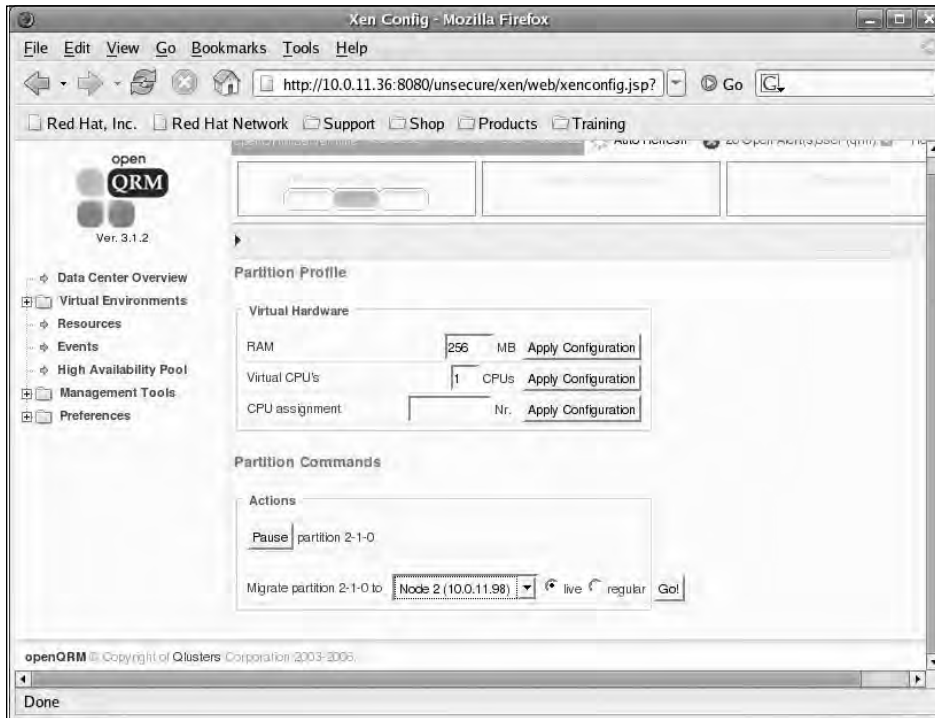 Xen Config - Mozilla Firefox
File Edit View Go Bookmarks Tools Help
http://10.0.11.36:8080/unsecure/xen/web/xenconfig.jsp? Go G
Red Hat, Inc. Red Hat Network Support Shop Products Training
open
QRM
Ver. 3.1.2
Data Center Overview
Virtual Environments
Resources
Events
High Availability Pool
Management Tools
Preferences
Partition Profile
Virtual Hardware
RAM 256 MB Apply Configuration
Virtual CPU's 1 CPUs Apply Configuration
CPU assignment Nr. Apply Configuration
Partition Commands
Actions
Pause partition 2-1-0
Migrate partition 2-1-0 to Node 2 (10.0.11.98) live regular Go!
openQRM © Copyright of Qlusters Corporation 2003-2006.
Done